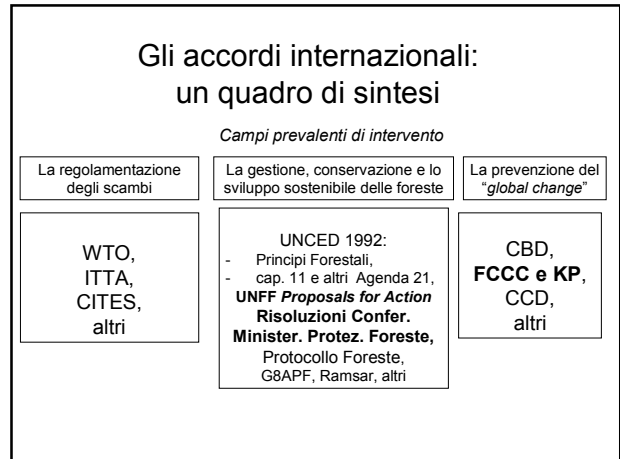 Gli accordi internazionali:
un quadro di sintesi
Campi prevalenti di intervento
La regolamentazione
degli scambi
La gestione, conservazione e lo
sviluppo sostenibile delle foreste
La prevenzione del
“global change”
WTO,
ITTA,
CITES,
altri
UNCED 1992:
- Principi Forestali,
- cap. 11 e altri Agenda 21,
UNFF Proposals for Action
Risoluzioni Confer.
Minister. Protez. Foreste,
Protocollo Foreste,
G8APF, Ramsar, altri
CBD,
FCCC e KP,
CCD,
altri